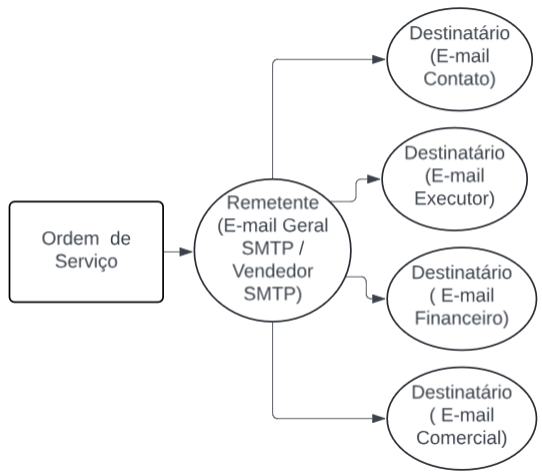 Ordem de
Serviço
Remetente
(E-mail Geral
SMTP /
Vendedor
SMTP)
Destinatário
(E-mail
Contato)
Destinatário
(E-mail
Executor)
Destinatário
( E-mail
Financeiro)
Destinatário
( E-mail
Comercial)